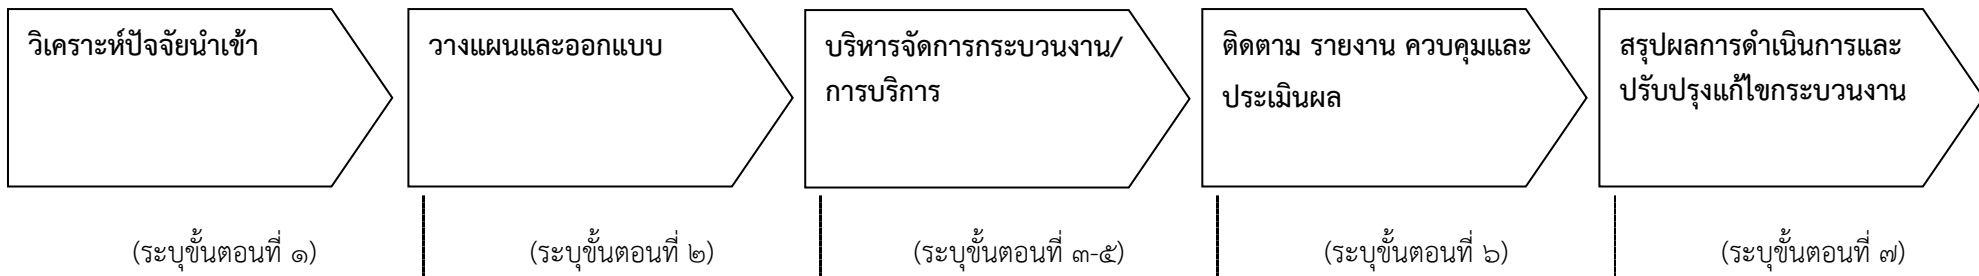 วิเคราะห์ปัจจัยนำเข้า
วางแผนและออกแบบ
บริหารจัดการกระบวนงาน/
การบริการ
ติดตาม รายงาน ควบคุมและ
ประเมินผล
สรุปผลการดำเนินการและ
ปรับปรุงแก้ไขกระบวนงาน
(ระบุขั้นตอนที่ ๑)
(ระบุขั้นตอนที่ ๒)
(ระบุขั้นตอนที่ ๓-๕)
(ระบุขั้นตอนที่ ๖)
(ระบุขั้นตอนที่ ๗)